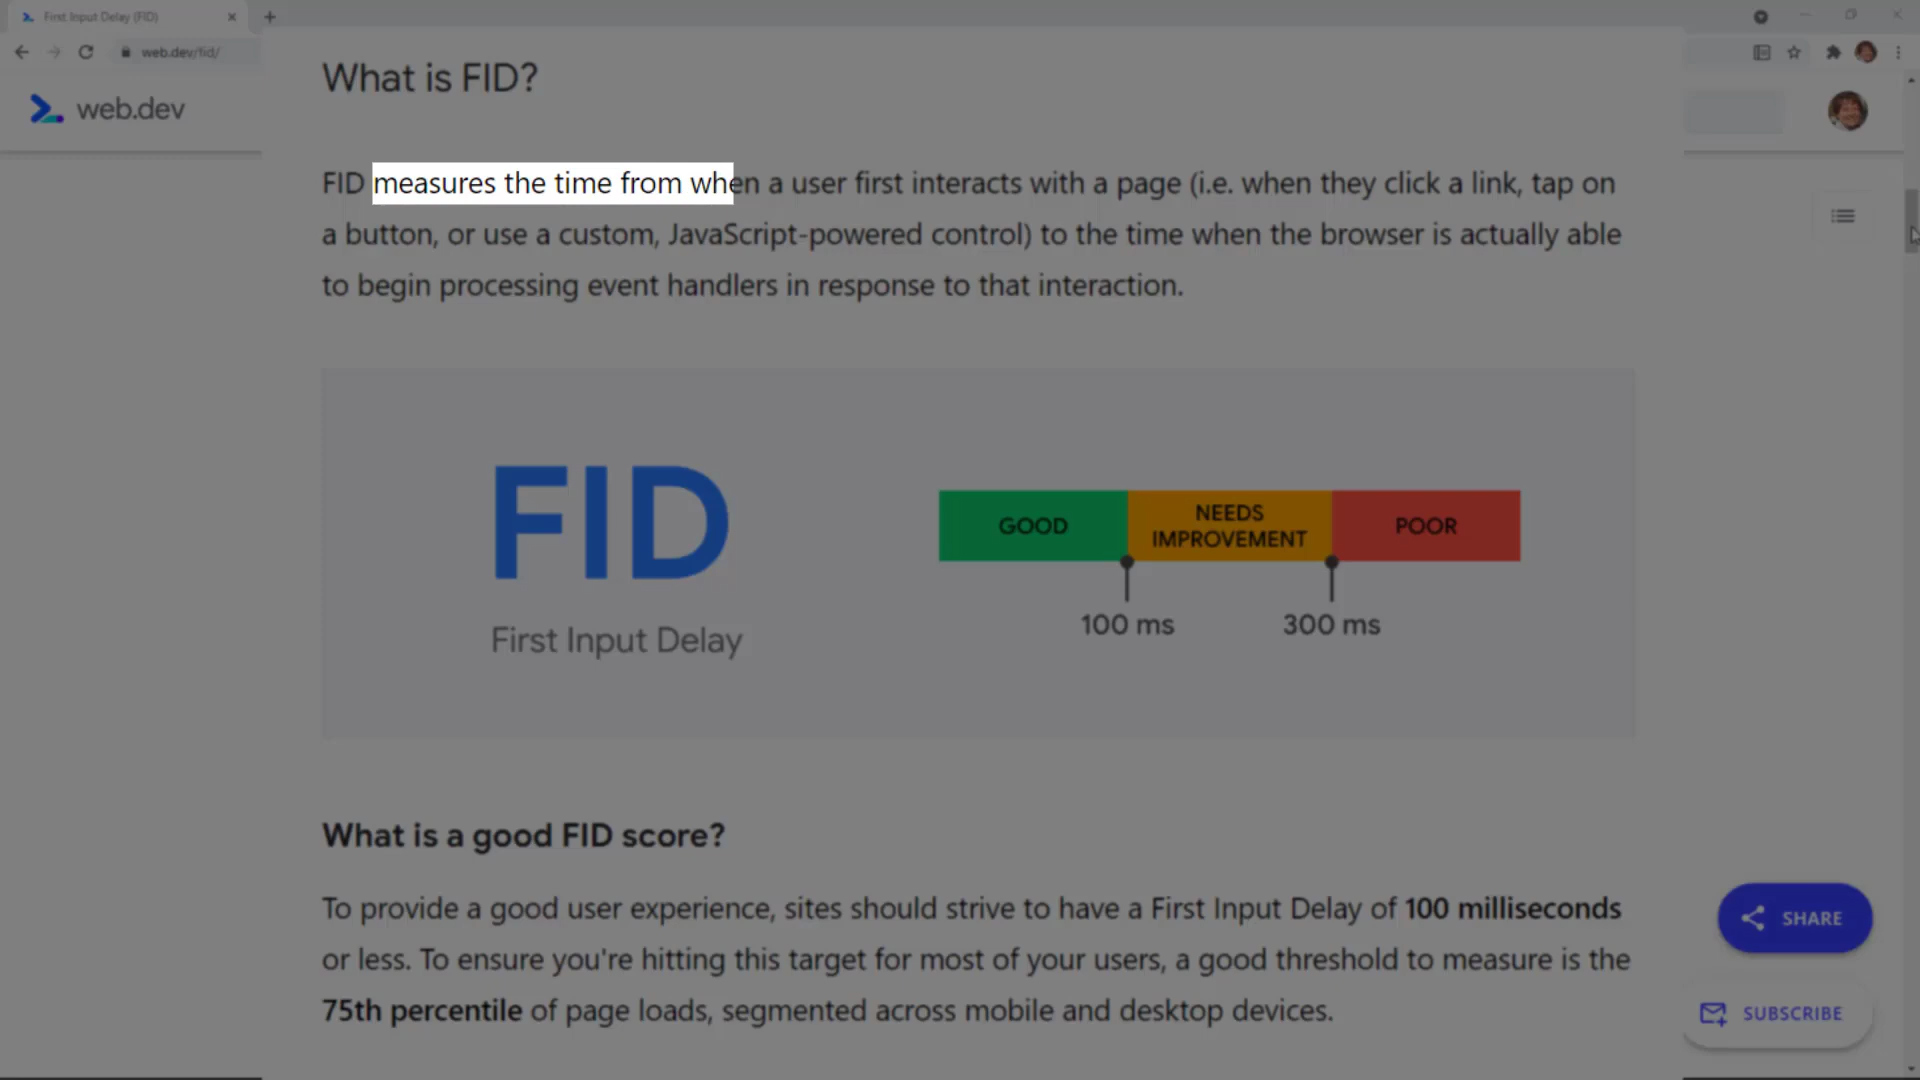 First Input Delay (FID)
web.dev/fid/
web.dev
What is FID?
FID measures the time from when a user first interacts with a page (i.e. when they click a link, tap on
a button, or use a custom, JavaScript-powered control) to the time when the browser is actually able
to begin processing event handlers in response to that interaction.
FID
First Input Delay
GOOD
NEEDS
IMPROVEMENT
POOR
100 ms
300 ms
What is a good FID score?
To provide a good user experience, sites should strive to have a First Input Delay of 100 milliseconds
or less. To ensure you're hitting this target for most of your users, a good threshold to measure is the
75th percentile of page loads, segmented across mobile and desktop devices.
SHARE
SUBSCRIBE